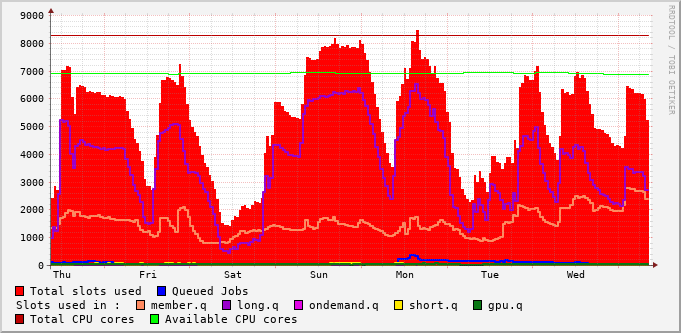 9000
8000
7000
6000
5000
4000
3000
2000
1000
0
Thu Fri Sat Sun Mon Tue Wed
RRDTOOL / TOBI OETIKER
Total slots used Queued Jobs
Slots used in : member.q long.q ondemand.q short.q gpu.q
Total CPU cores Available CPU cores